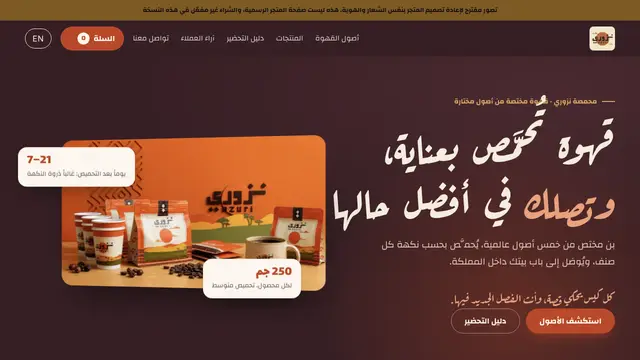 تصور مقترح لإعادة تصميم المتجر بنفس الشعار والهوية. هذه ليست صفحة المتجر الرسمية، والشراء غير مفعّل في هذه النسخة
نزوري
أصول القهوة
المنتجات
دليل التحضير
آراء العملاء
تواصل معنا
السلة 0
EN
محمصة نزوري · قهوة مختصة من أصول مختارة
قهوة تُحمَّص بعناية،
وتصلك في أفضل حالها
بن مختص من خمس أصول عالمية، يُحمَّص بحسب نكهة كل
صنف، ويُوصَل إلى باب بيتك داخل المملكة.
كل كيس يحكي قصة، وأنت الفصل الجديد فيها.
استكشف الأصول
دليل التحضير
7–21
يوماً بعد التحميص: غالباً ذروة النكهة
نزوري
250 جم
لكل محصول، تحميص متوسط